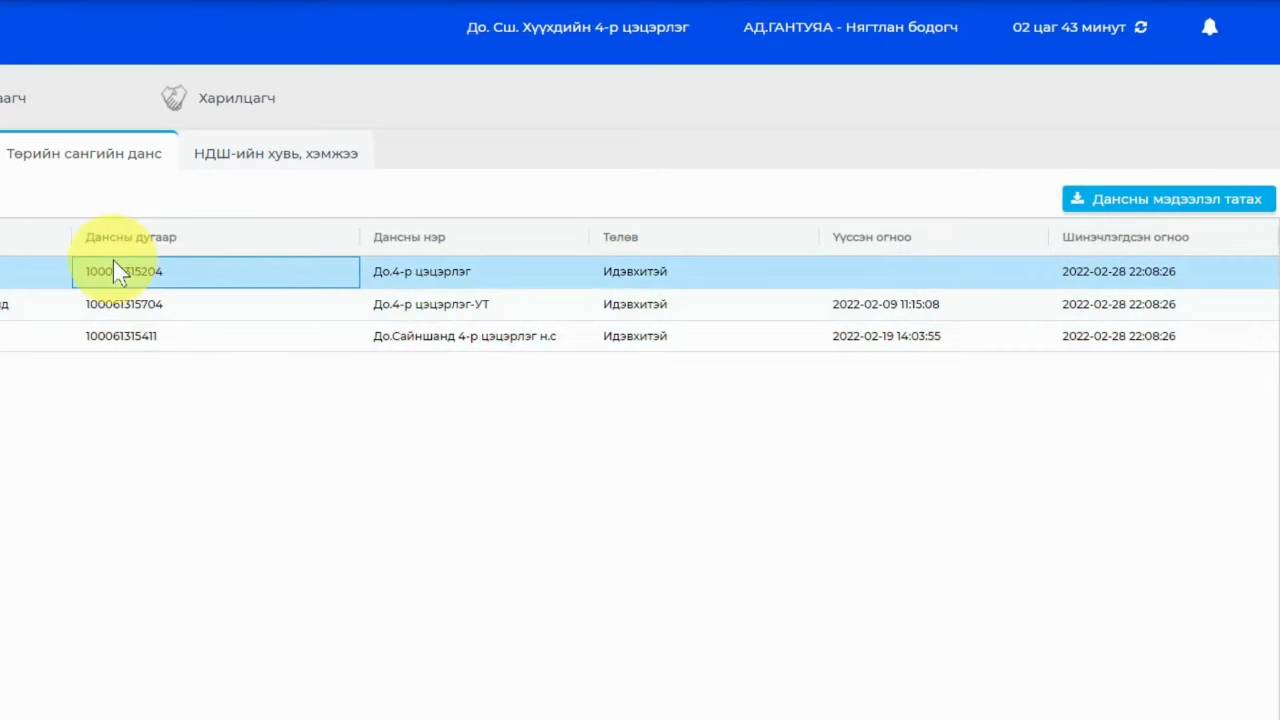 До. Сш. Хүүхдийн 4-р цэцэрлэг АД.ГАНТУЯА - Нягтлан бодогч 02 цаг 43 минут
Харилцагч
Төрийн сангийн данс НДШ-ийн хувь, хэмжээ
Дансны мэдээлэл татах
Дансны дугаар Дансны нэр Төлөв Үүссэн огноо Шинэчлэгдсэн огноо
До.4-р цэцэрлэг Идэвхитэй 2022-02-28 22:08:26
100061315704 До.4-р цэцэрлэг-УТ Идэвхитэй 2022-02-09 11:15:08 2022-02-28 22:08:26
100061315411 До.Сайншанд 4-р цэцэрлэг н.с Идэвхитэй 2022-02-19 14:03:55 2022-02-28 22:08:26